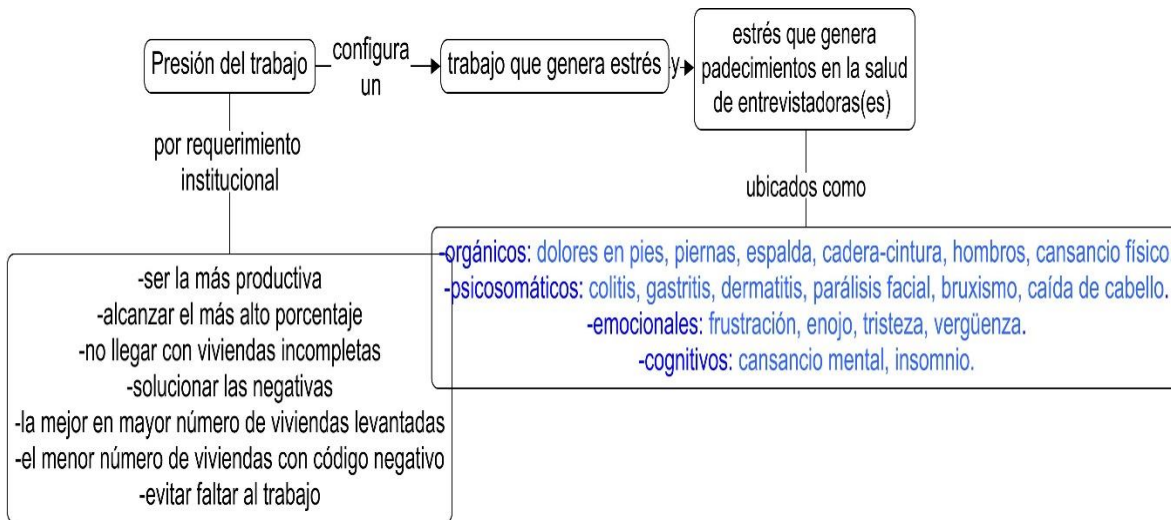 Presión del trabajo
configura
un
trabajo que genera estrés
y
estrés que genera
padecimientos en la salud
de entrevistadoras(es)
por requerimiento
institucional
ubicados como
-ser la más productiva
-alcanzar el más alto porcentaje
-no llegar con viviendas incompletas
-solucionar las negativas
-la mejor en mayor número de viviendas levantadas
-el menor número de viviendas con código negativo
-evitar faltar al trabajo
-orgánicos: dolores en pies, piernas, espalda, cadera-cintura, hombros, cansancio físico.
-psicosomáticos: colitis, gastritis, dermatitis, parálisis facial, bruxismo, caída de cabello.
-emocionales: frustración, enojo, tristeza, vergüenza.
-cognitivos: cansancio mental, insomnio.